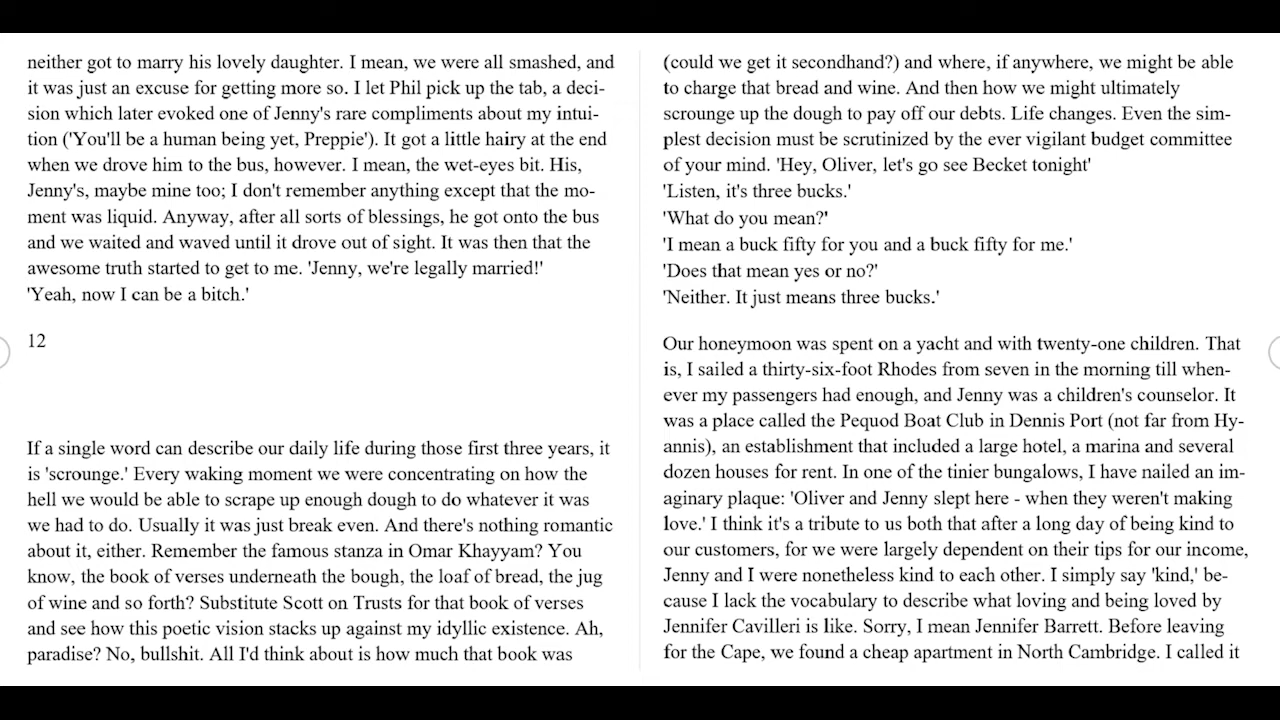 neither got to marry his lovely daughter. I mean, we were all smashed, and
it was just an excuse for getting more so. I let Phil pick up the tab, a deci-
sion which later evoked one of Jenny's rare compliments about my intui-
tion ('You'll be a human being yet, Preppie'). It got a little hairy at the end
when we drove him to the bus, however. I mean, the wet-eyes bit. His,
Jenny's, maybe mine too; I don't remember anything except that the mo-
ment was liquid. Anyway, after all sorts of blessings, he got onto the bus
and we waited and waved until it drove out of sight. It was then that the
awesome truth started to get to me. 'Jenny, we're legally married!'
'Yeah, now I can be a bitch.'
12
If a single word can describe our daily life during those first three years, it
is 'scrounge.' Every waking moment we were concentrating on how the
hell we would be able to scrape up enough dough to do whatever it was
we had to do. Usually it was just break even. And there's nothing romantic
about it, either. Remember the famous stanza in Omar Khayyam? You
know, the book of verses underneath the bough, the loaf of bread, the jug
of wine and so forth? Substitute Scott on Trusts for that book of verses
and see how this poetic vision stacks up against my idyllic existence. Ah,
paradise? No, bullshit. All I'd think about is how much that book was
(could we get it secondhand?) and where, if anywhere, we might be able
to charge that bread and wine. And then how we might ultimately
scrounge up the dough to pay off our debts. Life changes. Even the sim-
plest decision must be scrutinized by the ever vigilant budget committee
of your mind. 'Hey, Oliver, let's go see Becket tonight'
'Listen, it's three bucks.'
'What do you mean?'
'I mean a buck fifty for you and a buck fifty for me.'
'Does that mean yes or no?'
'Neither. It just means three bucks.'
Our honeymoon was spent on a yacht and with twenty-one children. That
is, I sailed a thirty-six-foot Rhodes from seven in the morning till when-
ever my passengers had enough, and Jenny was a children's counselor. It
was a place called the Pequod Boat Club in Dennis Port (not far from Hy-
annis), an establishment that included a large hotel, a marina and several
dozen houses for rent. In one of the tinier bungalows, I have nailed an im-
aginary plaque: 'Oliver and Jenny slept here - when they weren't making
love.' I think it's a tribute to us both that after a long day of being kind to
our customers, for we were largely dependent on their tips for our income,
Jenny and I were nonetheless kind to each other. I simply say 'kind,' be-
cause I lack the vocabulary to describe what loving and being loved by
Jennifer Cavilleri is like. Sorry, I mean Jennifer Barrett. Before leaving
for the Cape, we found a cheap apartment in North Cambridge. I called it